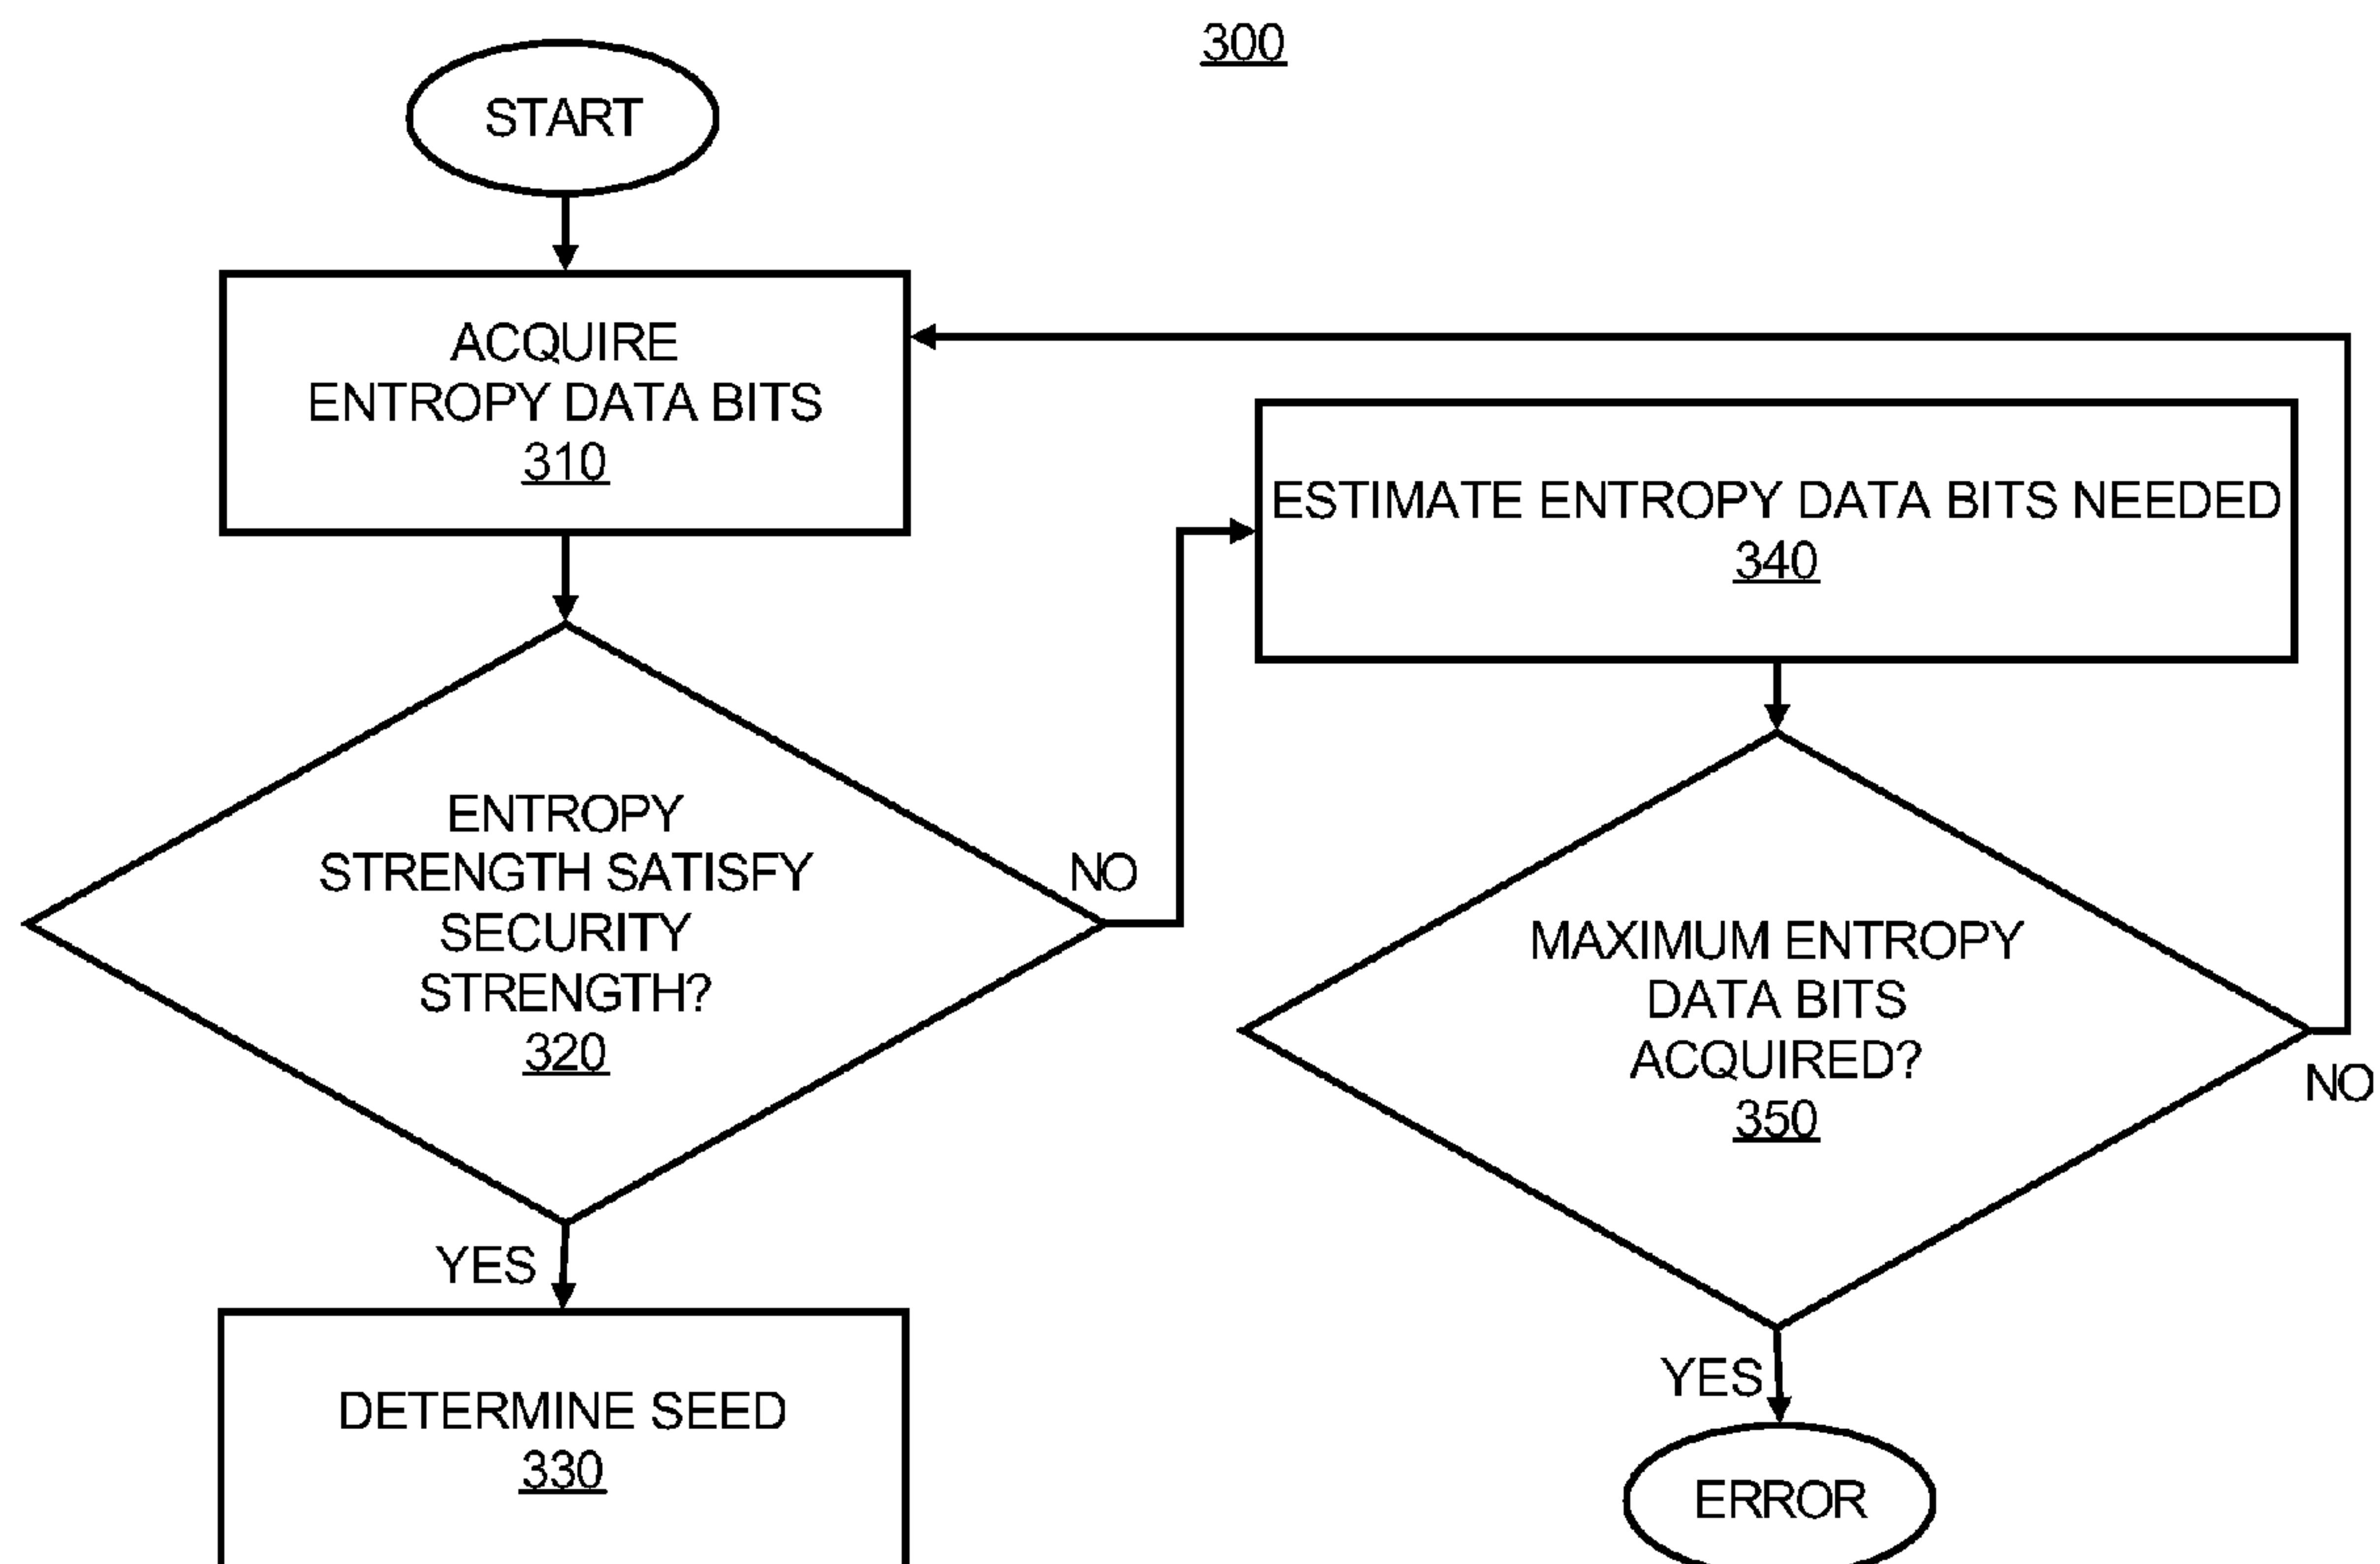 300
START
ACQUIRE
ENTROPY DATA BITS
310
ENTROPY
STRENGTH SATISFY
SECURITY
STRENGTH?
320
NO
YES
DETERMINE SEED
330
ESTIMATE ENTROPY DATA BITS NEEDED
340
MAXIMUM ENTROPY
DATA BITS
ACQUIRED?
350
NO
YES
ERROR